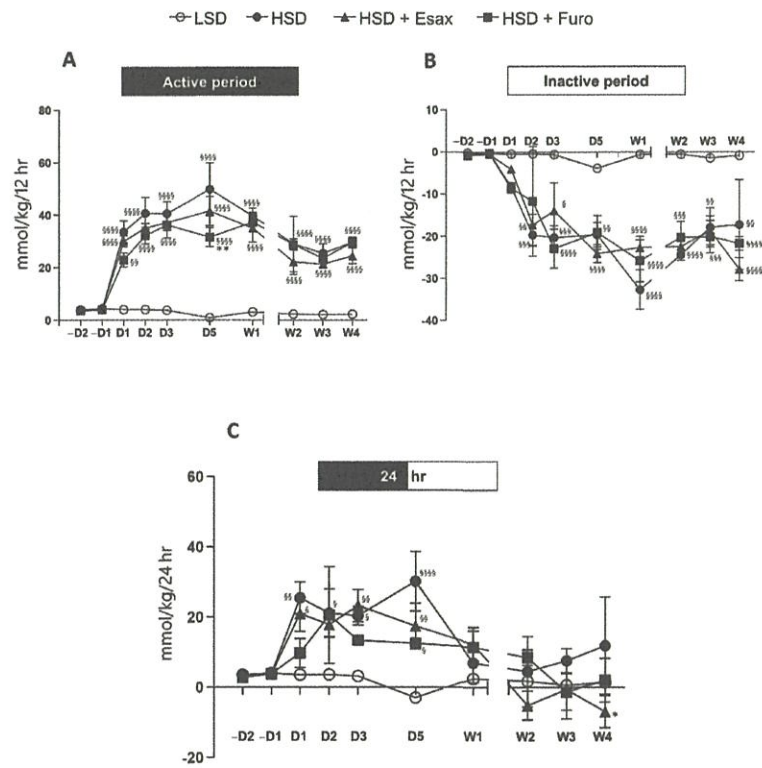 LSD HSD HSD + Esax HSD + Furo
A
Active period
mmol/kg/12 hr
80
60
40
20
0
–D2 –D1 D1 D2 D3 D5 W1 W2 W3 W4
§§§§ §§§§ §§§§ §§§§
§§§§ §§§§ §§§§ §§§§
§§ §§§§ §§§§ §§§§
**
B
Inactive period
mmol/kg/12 hr
10
0
-10
-20
-30
-40
–D2 –D1 D1 D2 D3 D5 W1 W2 W3 W4
C
24 hr
mmol/kg/24 hr
60
40
20
0
-20
–D2 –D1 D1 D2 D3 D5 W1 W2 W3 W4
§§ § § §§ § §§§§ §§ §
*